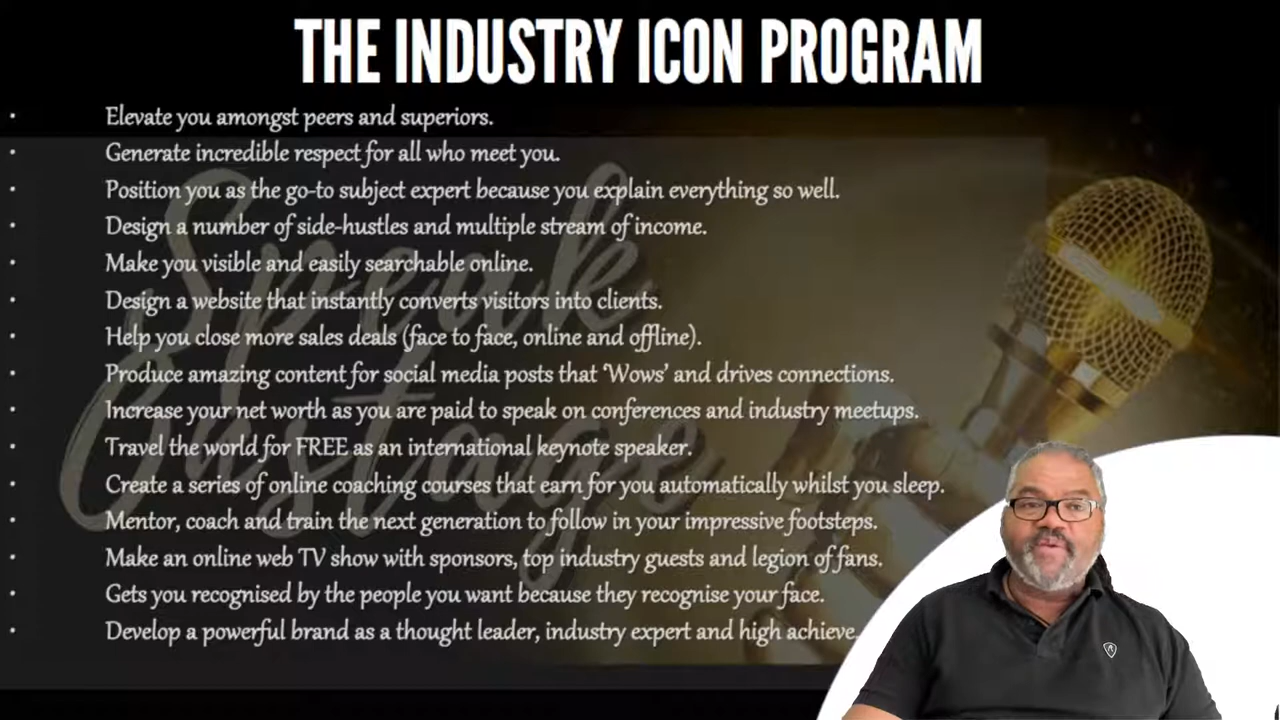 THE INDUSTRY ICON PROGRAM
• Elevate you amongst peers and superiors.
• Generate incredible respect for all who meet you.
• Position you as the go-to subject expert because you explain everything so well.
• Design a number of side-hustles and multiple stream of income.
• Make you visible and easily searchable online.
• Design a website that instantly converts visitors into clients.
• Help you close more sales deals (face to face, online and offline).
• Produce amazing content for social media posts that ‘Wows’ and drives connections.
• Increase your net worth as you are paid to speak on conferences and industry meetups.
• Travel the world for FREE as an international keynote speaker.
• Create a series of online coaching courses that earn for you automatically whilst you sleep.
• Mentor, coach and train the next generation to follow in your impressive footsteps.
• Make an online web TV show with sponsors, top industry guests and legion of fans.
• Gets you recognised by the people you want because they recognise your face.
• Develop a powerful brand as a thought leader, industry expert and high achieve.
Speak
Onstage